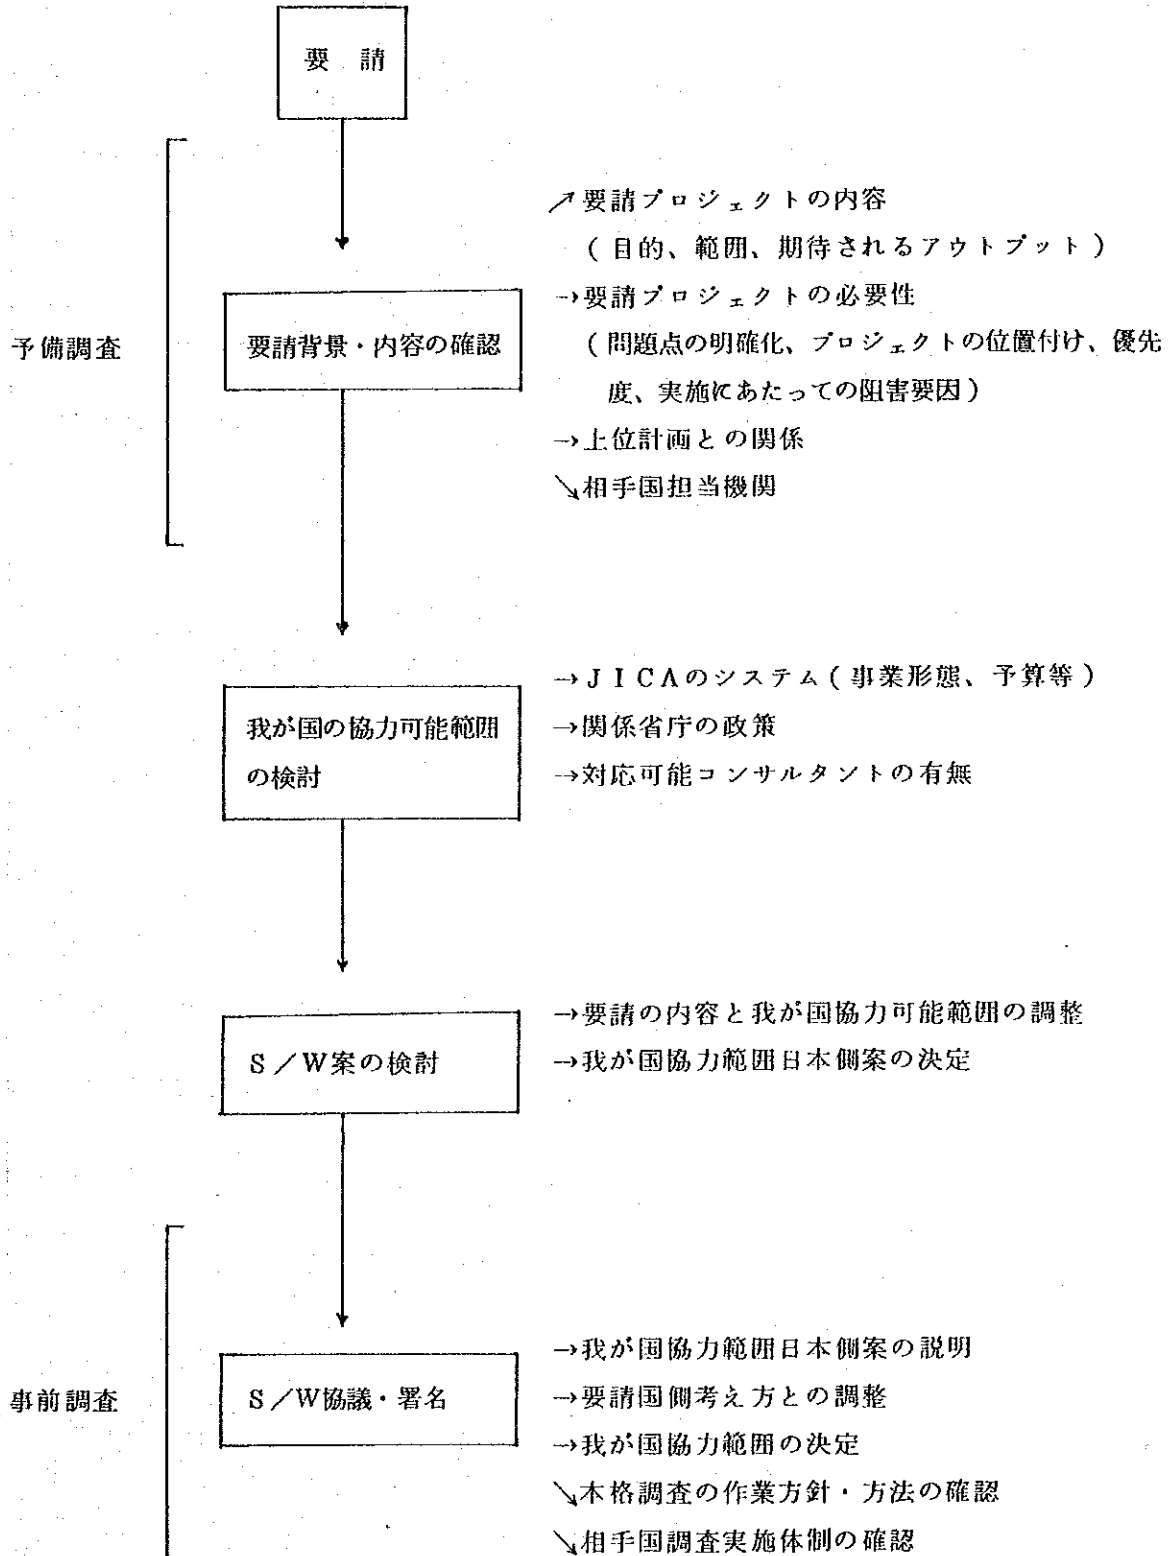 要 請
↗要請プロジェクトの内容
(目的、範囲、期待されるアウトプット)
→要請プロジェクトの必要性
(問題点の明確化、プロジェクトの位置付け、優先
度、実施にあたっての阻害要因)
→上位計画との関係
↘相手国担当機関
予備調査
要請背景・内容の確認
我が国の協力可能範囲
の検討
→JICAのシステム(事業形態、予算等)
→関係省庁の政策
→対応可能コンサルタントの有無
S/W案の検討
→要請の内容と我が国協力可能範囲の調整
→我が国協力範囲日本側案の決定
事前調査
S/W協議・署名
→我が国協力範囲日本側案の説明
→要請国側考え方との調整
→我が国協力範囲の決定
↘本格調査の作業方針・方法の確認
↘相手国調査実施体制の確認